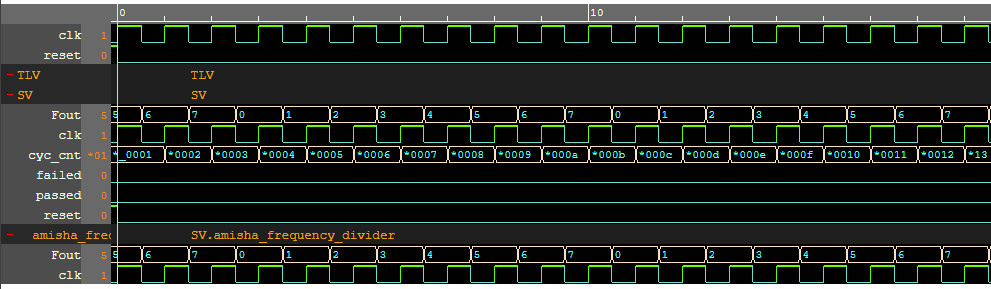 0 10
clk 1
reset 0
TLV TLV
SV SV
Fout 5 5 6 7 0 1 2 3 4 5 6 7 0 1 2 3 4 5 6 7
clk 1
cyc_cnt *01 *_0001 *0002 *0003 *0004 *0005 *0006 *0007 *0008 *0009 *000a *000b *000c *000d *000e *000f *0010 *0011 *0012 *13
failed 0
passed 0
reset 0
amisha_fre SV.amisha_frequency_divider
Fout 5 5 6 7 0 1 2 3 4 5 6 7 0 1 2 3 4 5 6 7
clk 1